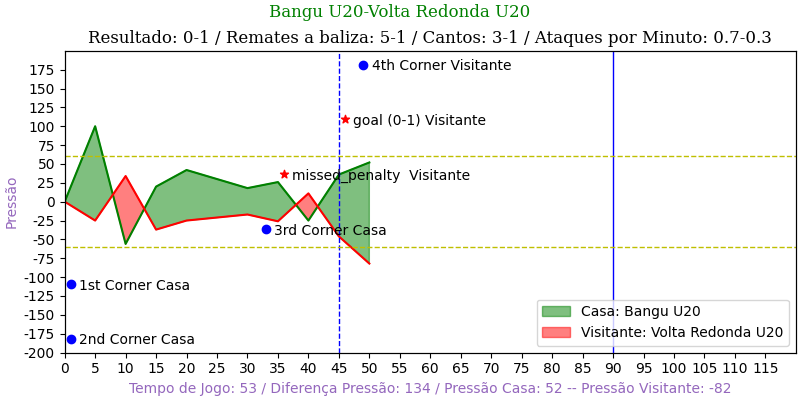 Bangu U20-Volta Redonda U20
Resultado: 0-1 / Remates a baliza: 5-1 / Cantos: 3-1 / Ataques por Minuto: 0.7-0.3
Pressão
175
150
125
100
75
50
25
0
-25
-50
-75
-100
-125
-150
-175
-200
4th Corner Visitante
goal (0-1) Visitante
missed_penalty  Visitante
3rd Corner Casa
1st Corner Casa
2nd Corner Casa
Casa: Bangu U20
Visitante: Volta Redonda U20
0 5 10 15 20 25 30 35 40 45 50 55 60 65 70 75 80 85 90 95 100 105 110 115
Tempo de Jogo: 53 / Diferença Pressão: 134 / Pressão Casa: 52 -- Pressão Visitante: -82